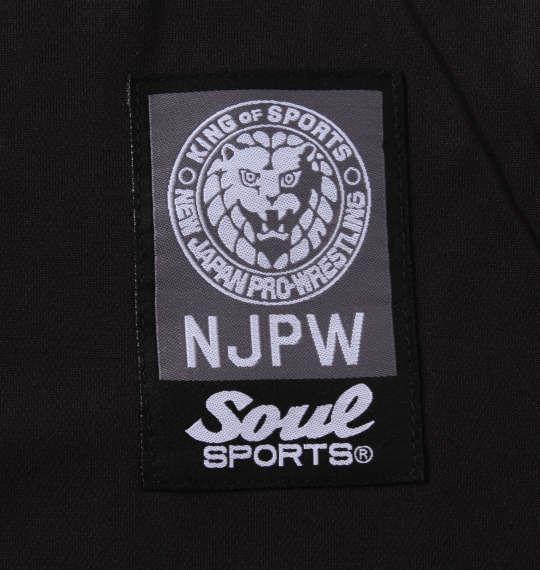 KING OF SPORTS
NEW JAPAN PRO-WRESTLING
NJPW
Soul
SPORTS®